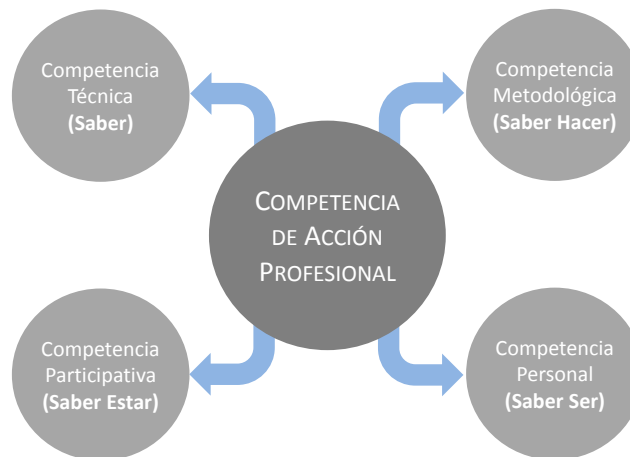 Competencia
Técnica
(Saber)
Competencia
Metodológica
(Saber Hacer)
COMPETENCIA
DE ACCIÓN
PROFESIONAL
Competencia
Participativa
(Saber Estar)
Competencia
Personal
(Saber Ser)